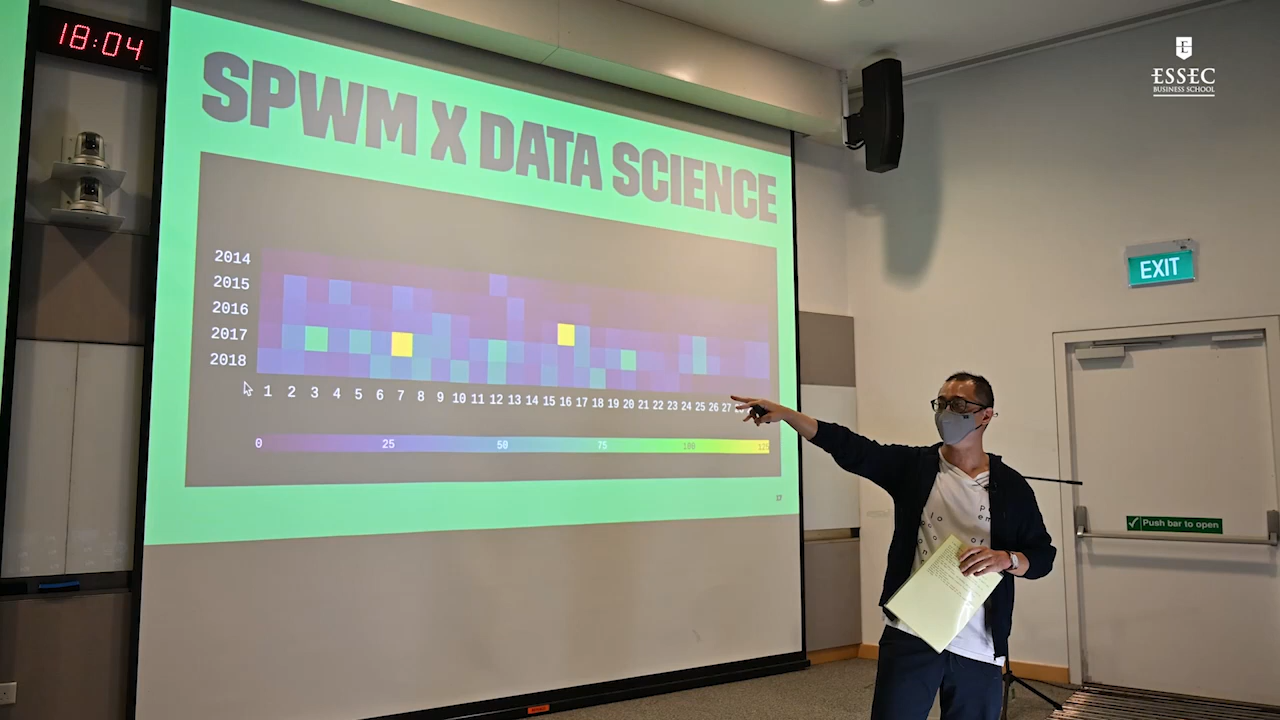 18:04
ESSEC
BUSINESS SCHOOL
SPWM X DATA SCIENCE
2014
2015
2016
2017
2018
1 2 3 4 5 6 7 8 9 10 11 12 13 14 15 16 17 18 19 20 21 22 23 24 25 26 27
0 25 50 75 100 125
EXIT
Push bar to open